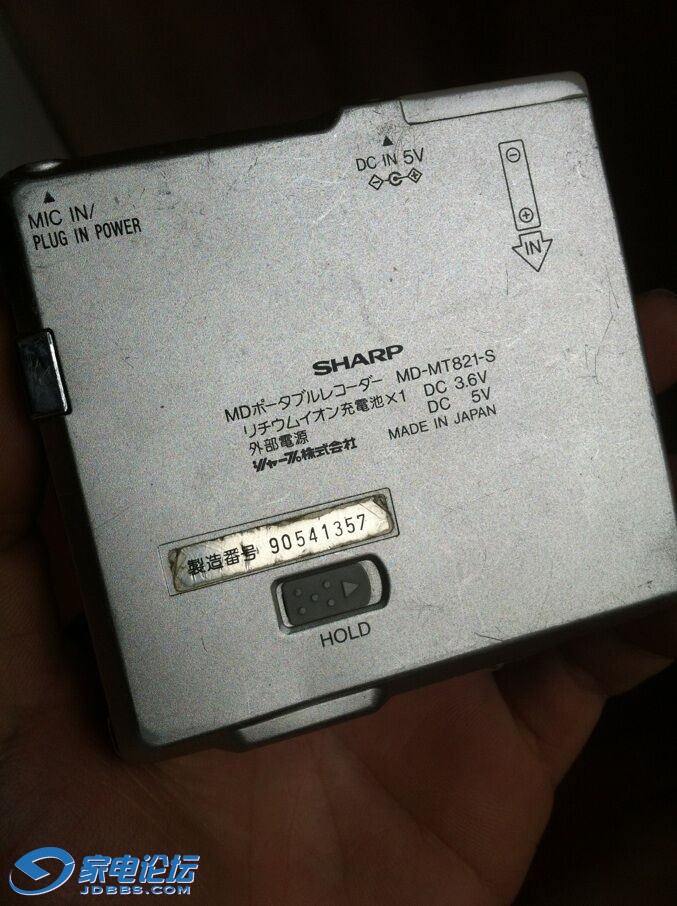 MIC IN/
PLUG IN POWER
DC IN 5V
IN
SHARP
MDポータブルレコーダー MD-MT821-S
リチウムイオン充電池×1 DC 3.6V
外部電源 DC 5V
シャープ株式会社 MADE IN JAPAN
製造番号 90541357
HOLD
家电论坛
JDBBS.COM